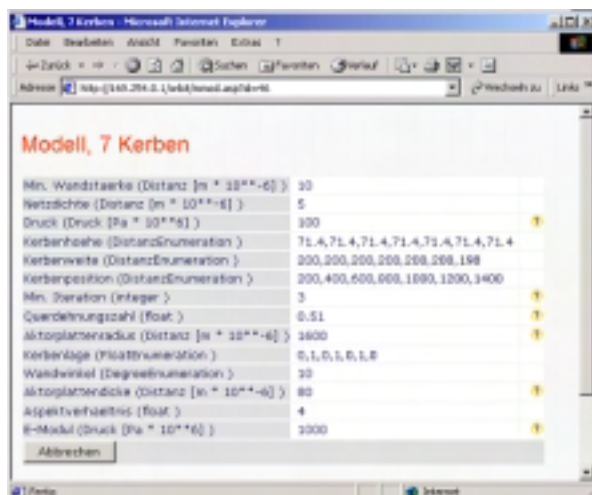 Modell, 7 Kerben - Microsoft Internet Explorer
Datei Bearbeiten Ansicht Favoriten Extras ?
Zurück Suchen Favoriten Verlauf
Adresse Wechseln zu Links
Modell, 7 Kerben
Min. Wandstaerke (Distanz [m * 10**-6] ) 10
Netzdichte (Distanz [m * 10**-6] ) 5
Druck (Druck [Pa * 10**6] ) 100
Kerbenhoehe (DistanzEnumeration ) 71.4,71.4,71.4,71.4,71.4,71.4,71.4
Kerbenweite (DistanzEnumeration ) 200,200,200,200,200,200,198
Kerbenposition (DistanzEnumeration ) 200,400,600,800,1000,1200,1400
Min. Iteration (integer ) 3
Querdehnungszahl (float ) 0.51
Aktorplattenradius (Distanz [m * 10**-6] ) 1600
Kerbenlage (FloatEnumeration ) 0,1,0,1,0,1,0
Wandwinkel (DegreeEnumeration ) 10
Aktorplattendicke (Distanz [m * 10**-6] ) 80
Aspektverhaeltnis (float ) 4
E-Modul (Druck [Pa * 10**6] ) 1000
Abbrechen
Fertig Internet